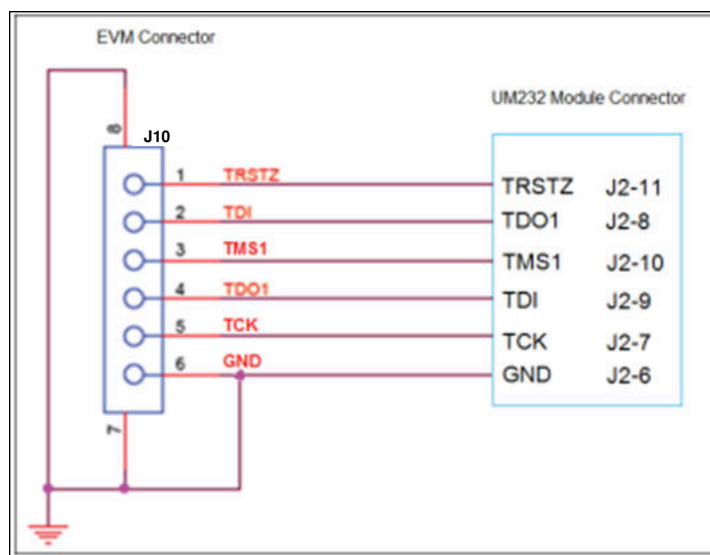 EVM Connector
UM232 Module Connector
8
J10
1 TRSTZ TRSTZ J2-11
2 TDI TDO1 J2-8
3 TMS1 TMS1 J2-10
4 TDO1 TDI J2-9
5 TCK TCK J2-7
6 GND GND J2-6
7